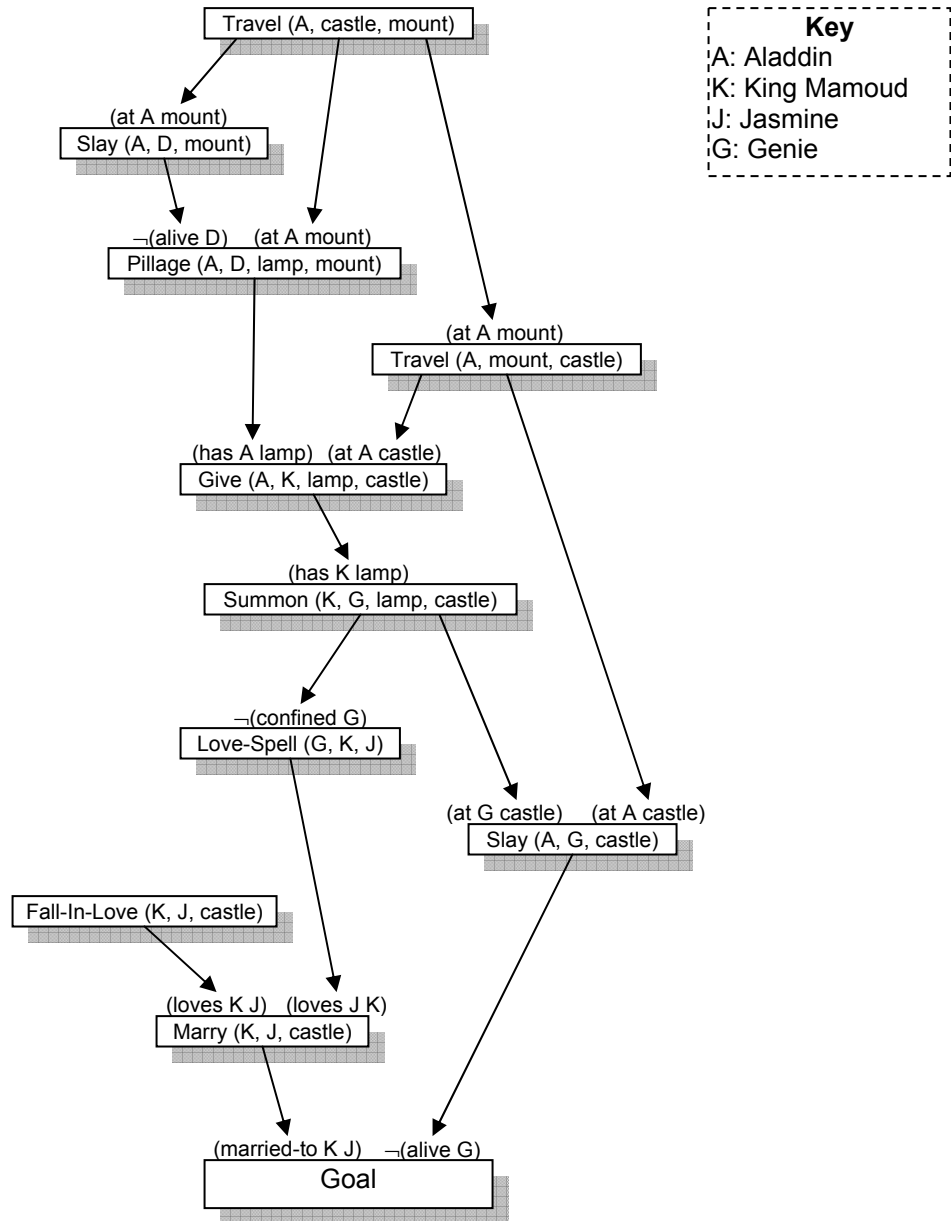 Travel (A, castle, mount)
Key
A: Aladdin
K: King Mamoud
J: Jasmine
G: Genie
(at A mount)
Slay (A, D, mount)
¬(alive D) (at A mount)
Pillage (A, D, lamp, mount)
(at A mount)
Travel (A, mount, castle)
(has A lamp) (at A castle)
Give (A, K, lamp, castle)
(has K lamp)
Summon (K, G, lamp, castle)
¬(confined G)
Love-Spell (G, K, J)
(at G castle) (at A castle)
Slay (A, G, castle)
Fall-In-Love (K, J, castle)
(loves K J) (loves J K)
Marry (K, J, castle)
(married-to K J) ¬(alive G)
Goal